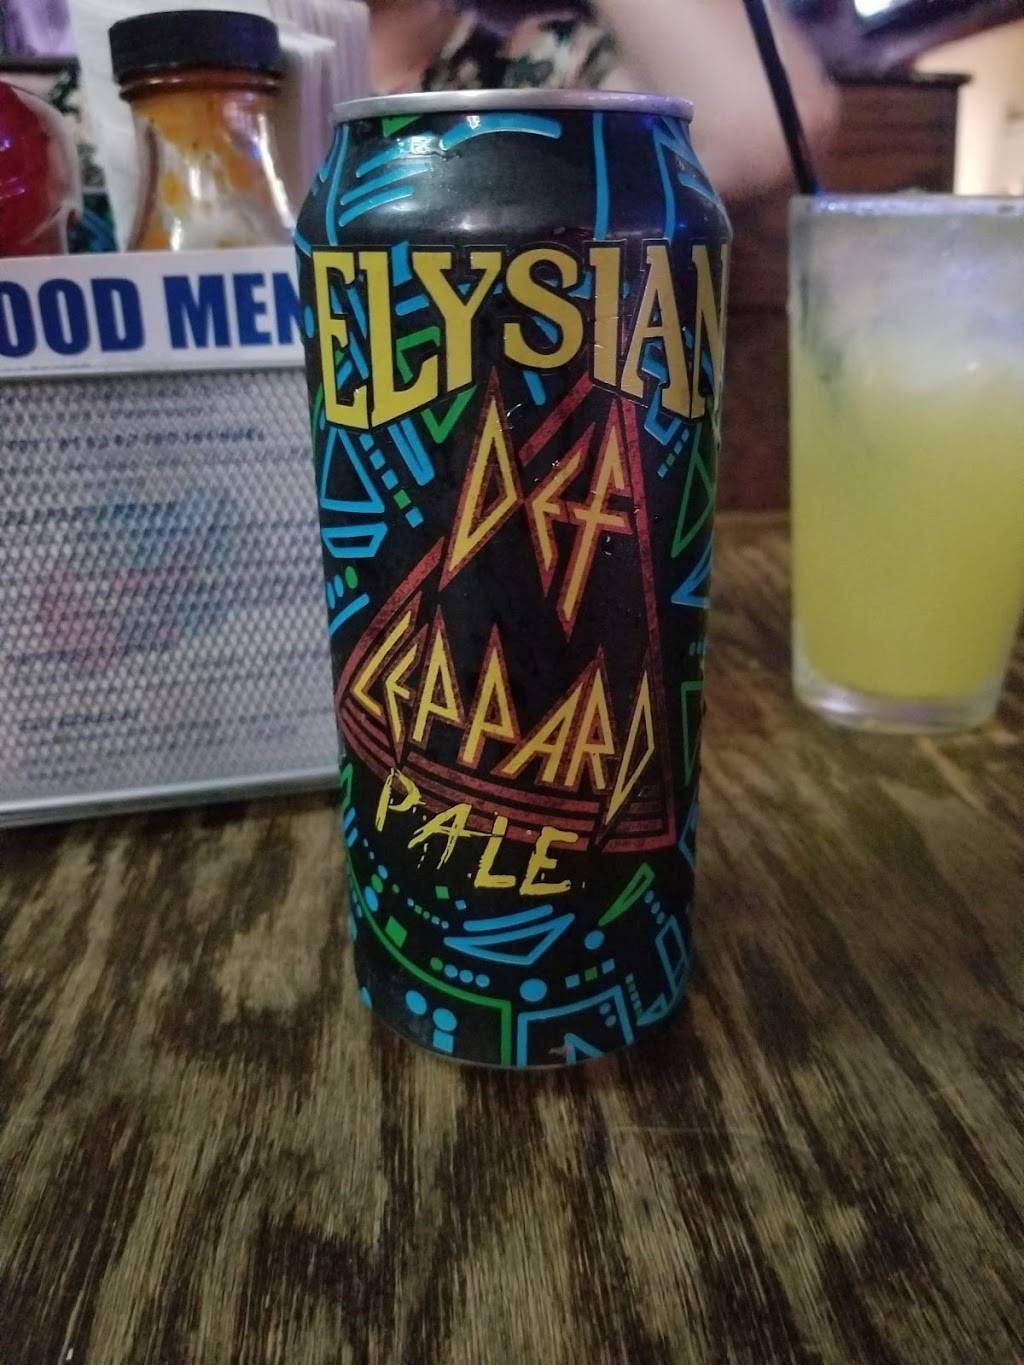 ELYSIAN
DEF
LEPPARD
PALE
OOD MEN